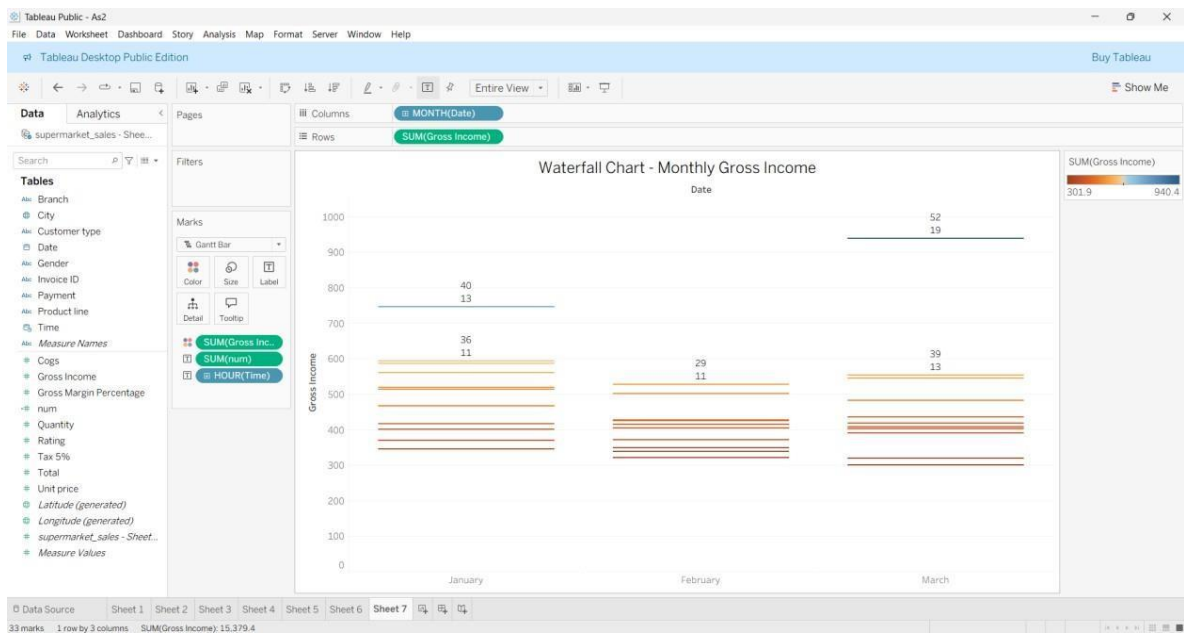 Tableau Public - As2
File Data Worksheet Dashboard Story Analysis Map Format Server Window Help
Tableau Desktop Public Edition
Buy Tableau
Entire View
Show Me
Data Analytics
supermarket_sales - Shee...
Search
Tables
Abc Branch
City
Abc Customer type
Date
Abc Gender
Abc Invoice ID
Abc Payment
Abc Product line
Time
Abc Measure Names
# Cogs
# Gross Income
# Gross Margin Percentage
# num
# Quantity
# Rating
# Tax 5%
# Total
# Unit price
Latitude (generated)
Longitude (generated)
# supermarket_sales - Sheet...
# Measure Values
Pages
Filters
Marks
Gantt Bar
Color Size Label
Detail Tooltip
SUM(Gross Inc..
SUM(num)
HOUR(Time)
Columns
MONTH(Date)
Rows
SUM(Gross Income)
Waterfall Chart - Monthly Gross Income
Date
Gross Income
1000
900
800
700
600
500
400
300
200
100
0
40
13
36
11
29
11
52
19
39
13
January February March
SUM(Gross Income)
301.9 940.4
Data Source Sheet 1 Sheet 2 Sheet 3 Sheet 4 Sheet 5 Sheet 6 Sheet 7
33 marks 1 row by 3 columns SUM(Gross Income): 15,379.4